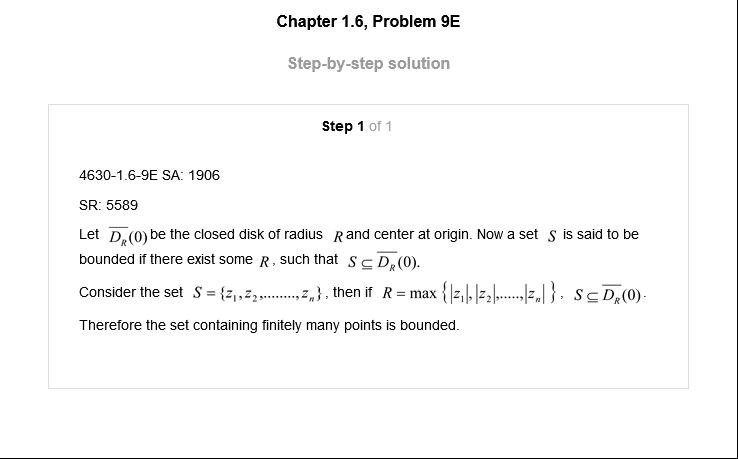 Chapter 1.6, Problem 9E
Step-by-step solution
Step 1 of 1
4630-1.6-9E SA: 1906
SR: 5589
Let $\overline{D_R}(0)$ be the closed disk of radius $R$ and center at origin. Now a set $S$ is said to be
bounded if there exist some $R$, such that $S \subseteq \overline{D_R}(0)$.
Consider the set $S = \{z_1, z_2, ........, z_n\}$, then if $R = \max\{|z_1|, |z_2|, ....., |z_n|\}$, $S \subseteq \overline{D_R}(0)$.
Therefore the set containing finitely many points is bounded.